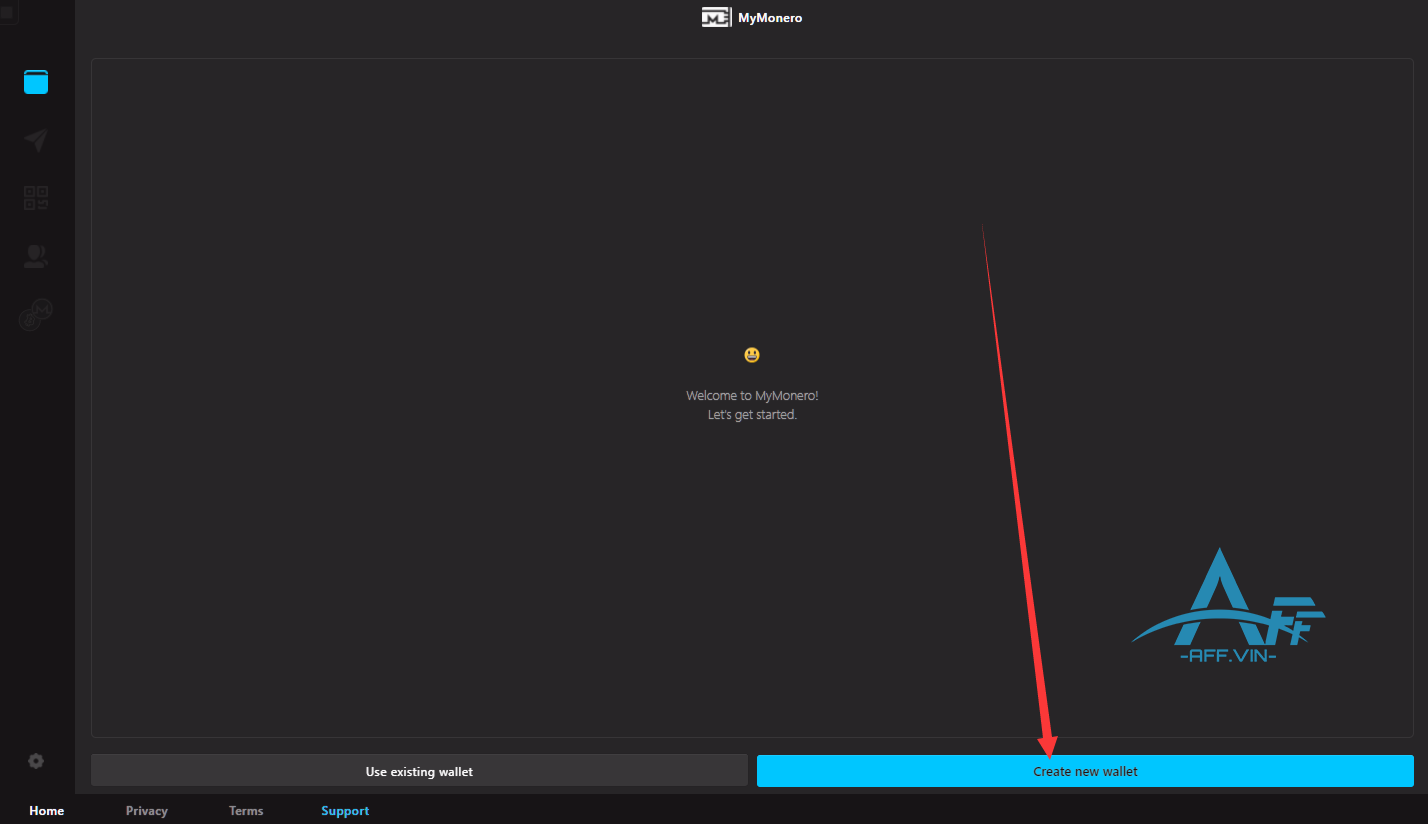 MyMonero
Welcome to MyMonero!
Let's get started.
-AFF.VIN-
Use existing wallet
Create new wallet
Home
Privacy
Terms
Support